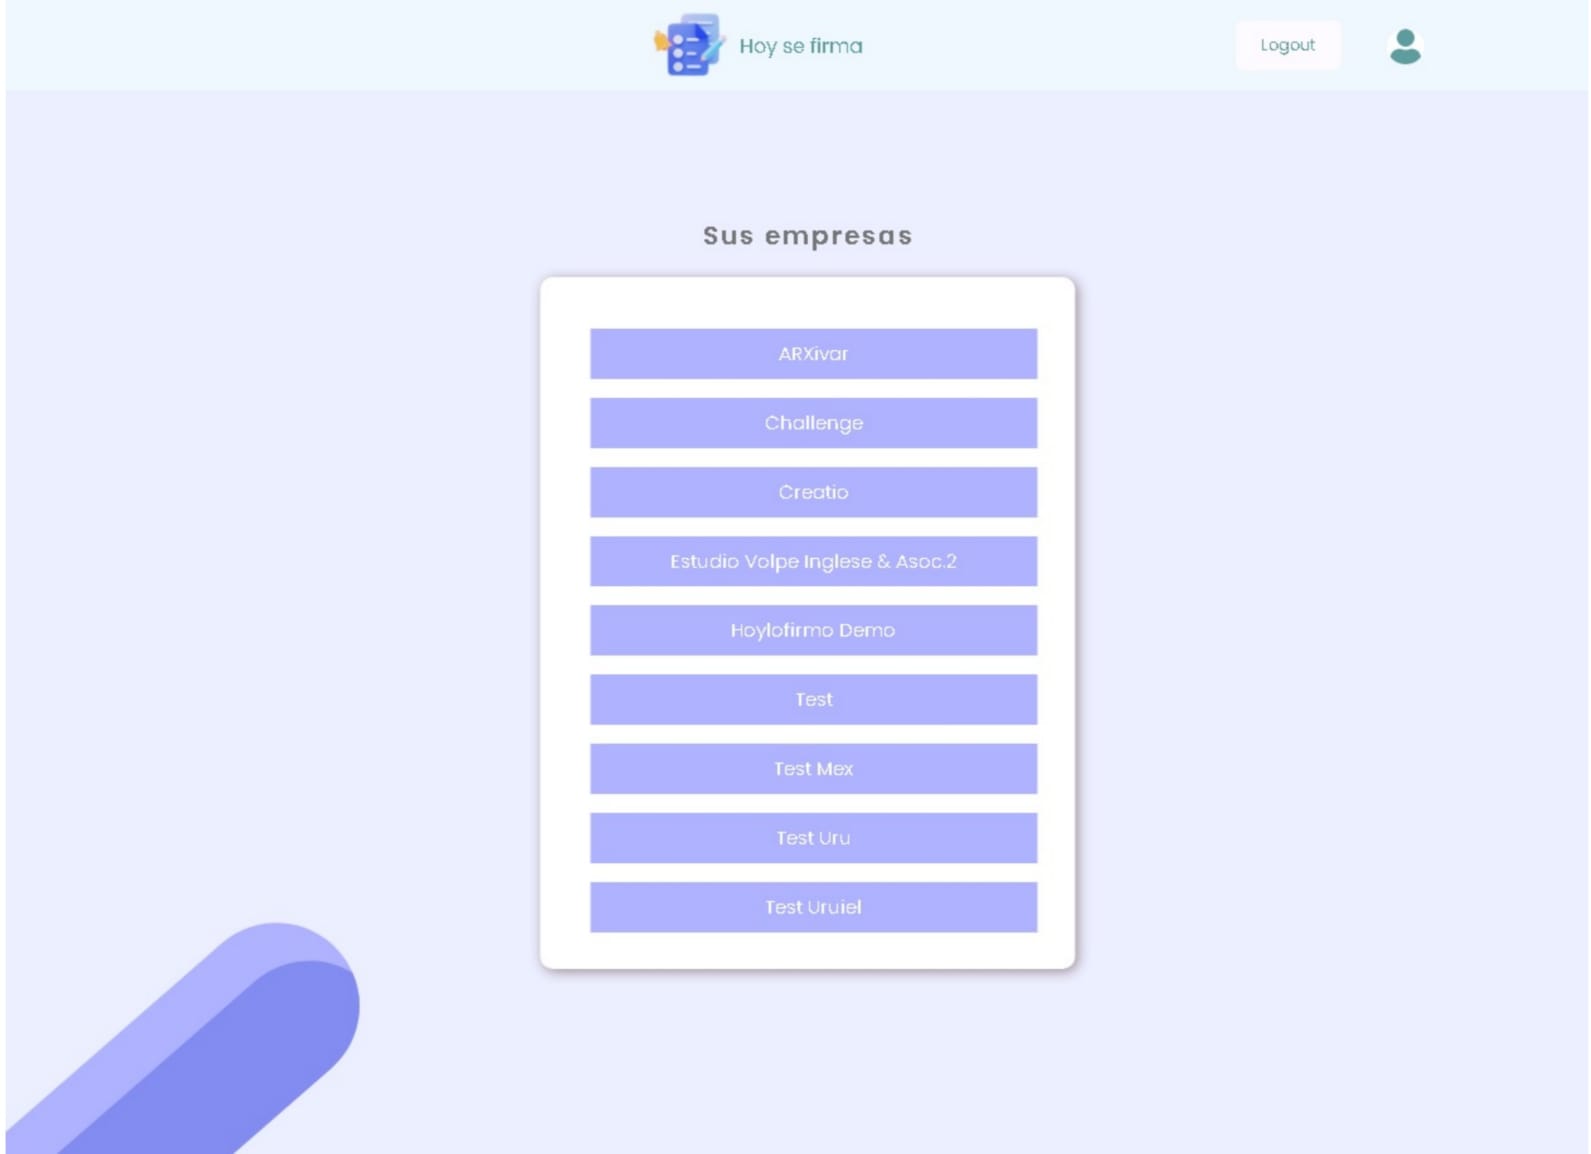 Hoy se firma
Logout
Sus empresas
ARXivar
Challenge
Creatio
Estudio Volpe Inglese & Asoc.2
Hoylofirmo Demo
Test
Test Mex
Test Uru
Test Uruiel